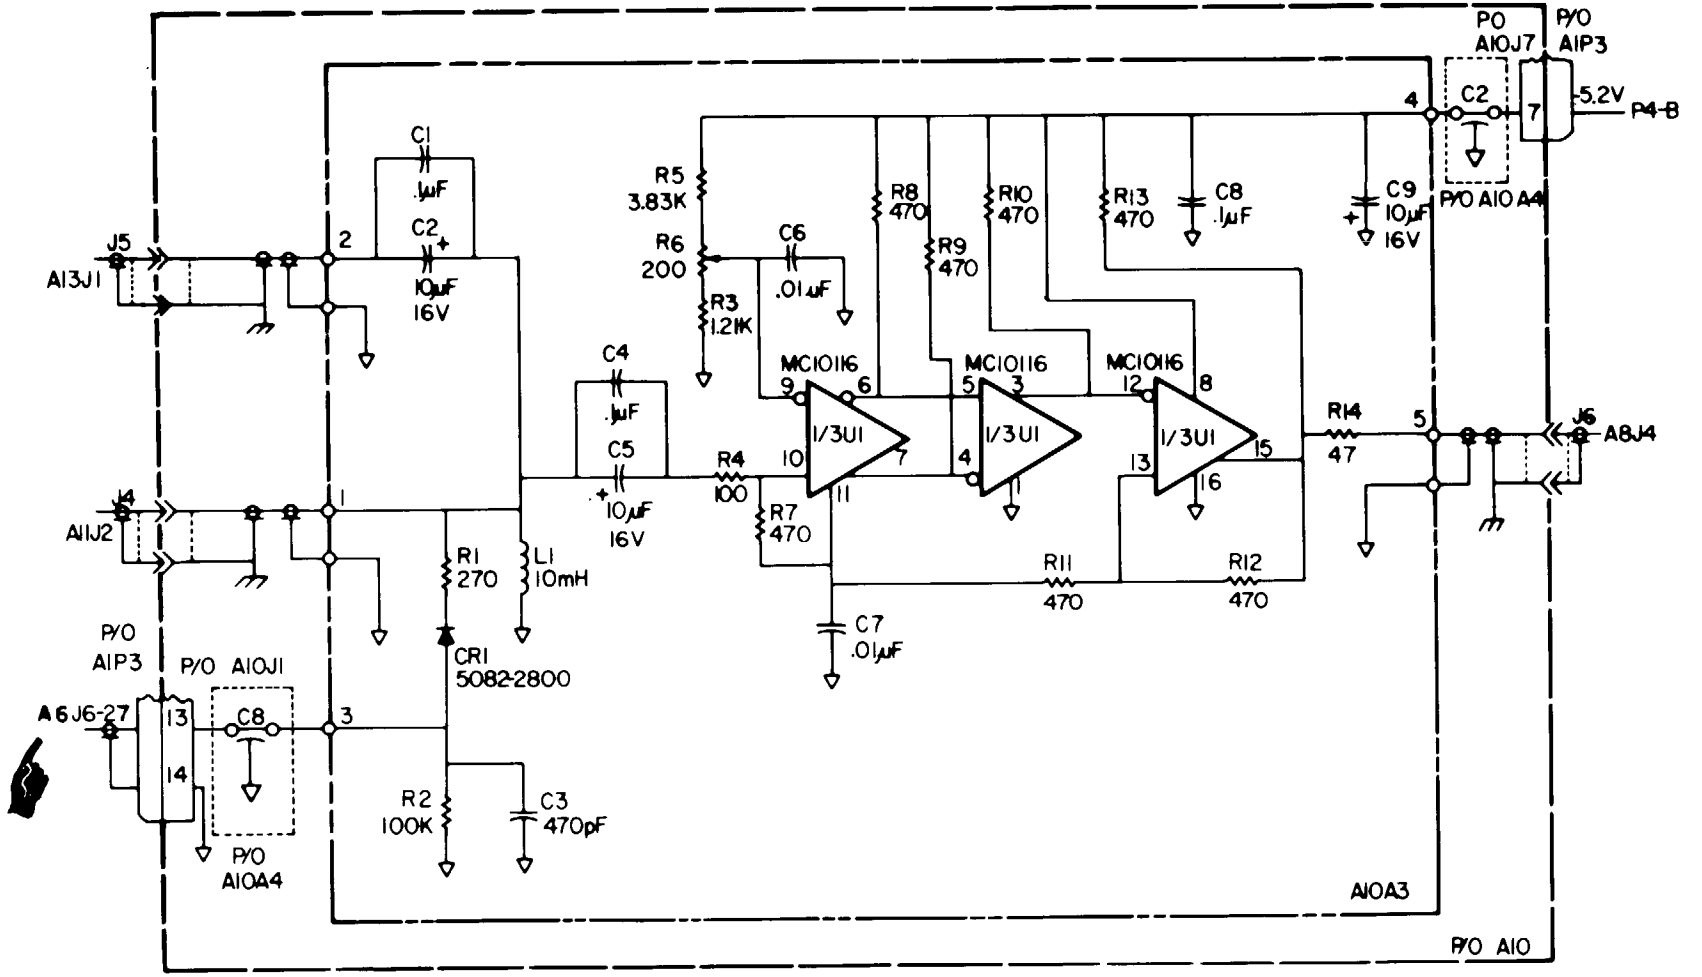 PO
A10J7
P/O
A1P3
4
C2
7
-5.2V
P4-B
P/O A10 A4
C1
.1µF
C2
+
10µF
16V
J5
2
A13J1
R5
3.83K
R6
200
R3
1.21K
C6
.01µF
R8
470
R9
470
R10
470
R13
470
C8
.1µF
C9
+
10µF
16V
C4
.1µF
C5
+
10µF
16V
R4
100
R7
470
MC10116
9
6
1/3U1
10
7
11
MC10116
5
3
1/3U1
4
1
MC10116
12
8
1/3U1
13
15
16
R14
47
5
J6
A8J4
J4
1
A11J2
R1
270
L1
10mH
R11
470
R12
470
C7
.01µF
CR1
5082-2800
P/O
A1P3
P/O A10J1
A6J6-27
13
14
C8
3
P/O
A10A4
R2
100K
C3
470pF
A10A3
P/O A10